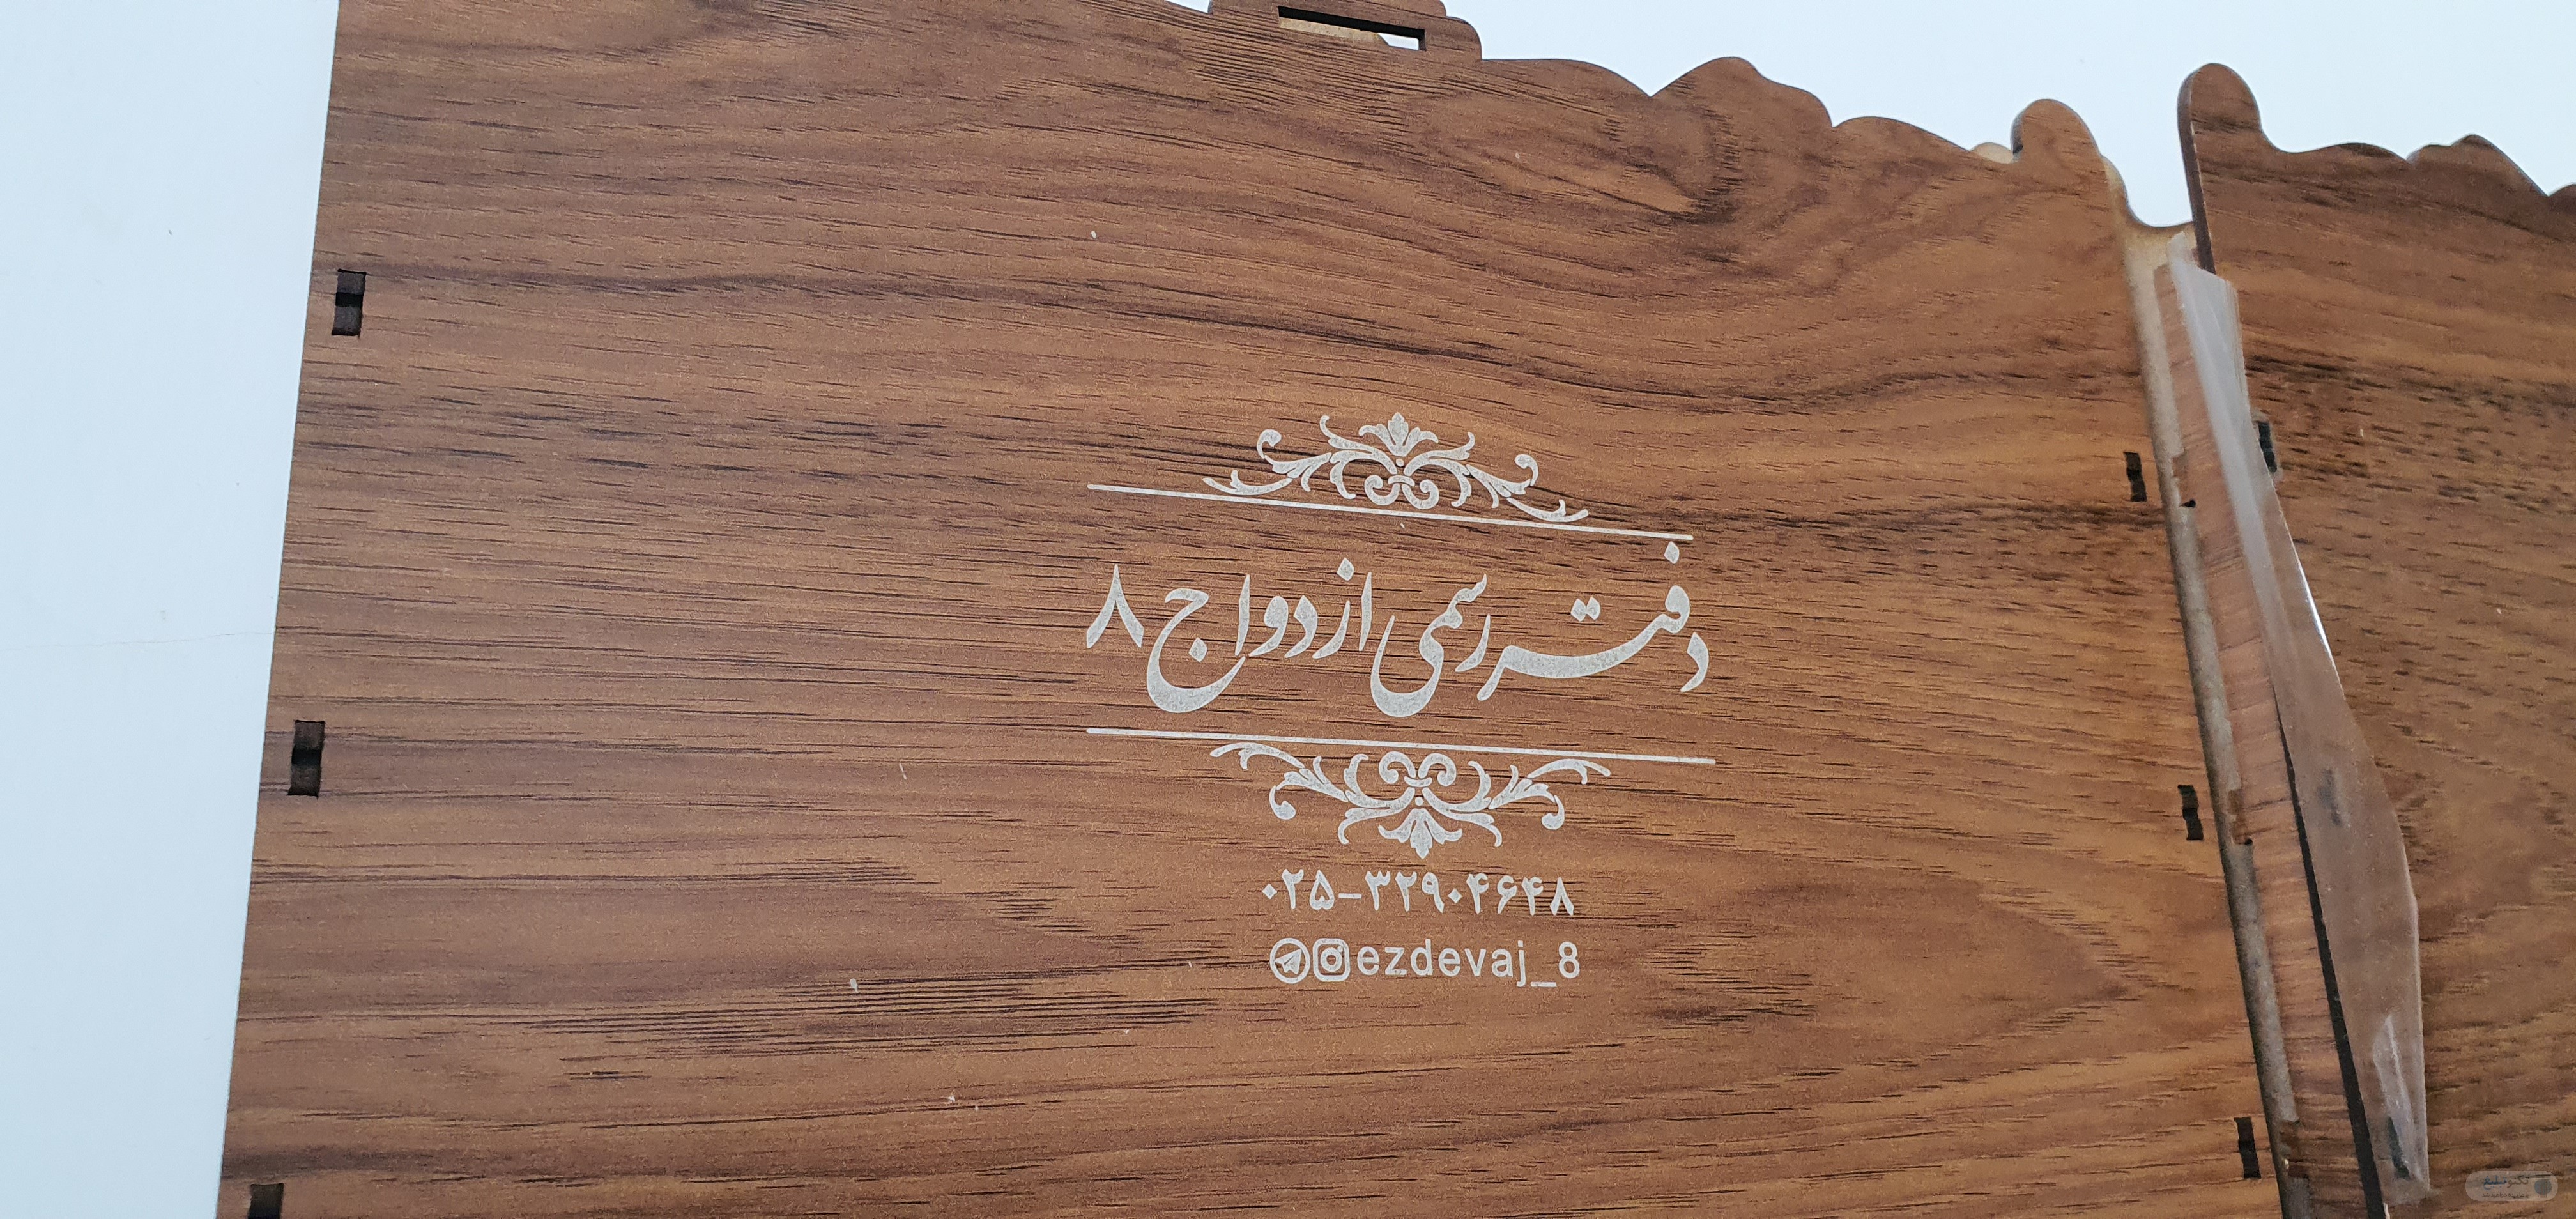 دفتر رسمی ازدواج ۸
۰۲۵-۳۲۹۰۴۶۴۸
ezdevaj_8